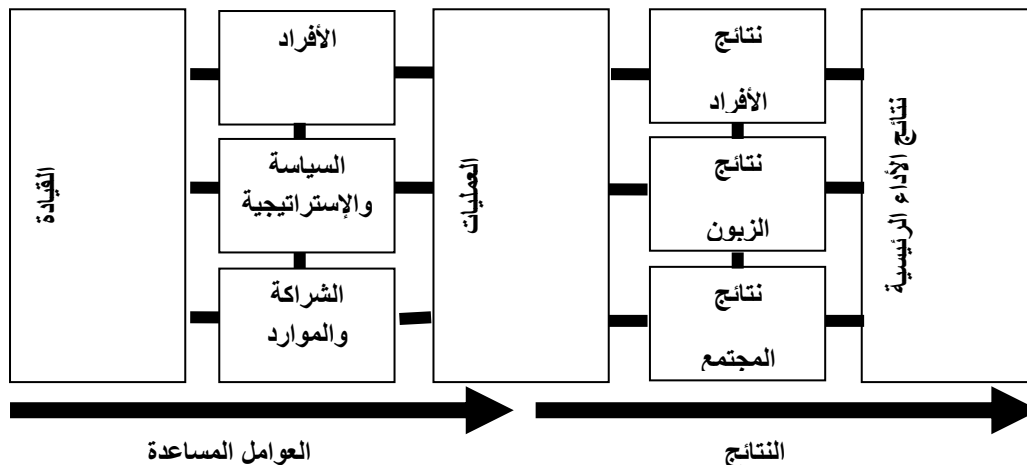 القيادة
الأفراد
السياسة
والإستراتيجية
الشراكة
والموارد
العمليات
نتائج
الأفراد
نتائج
الزبون
نتائج
المجتمع
نتائج الأداء الرئيسية
العوامل المساعدة
النتائج